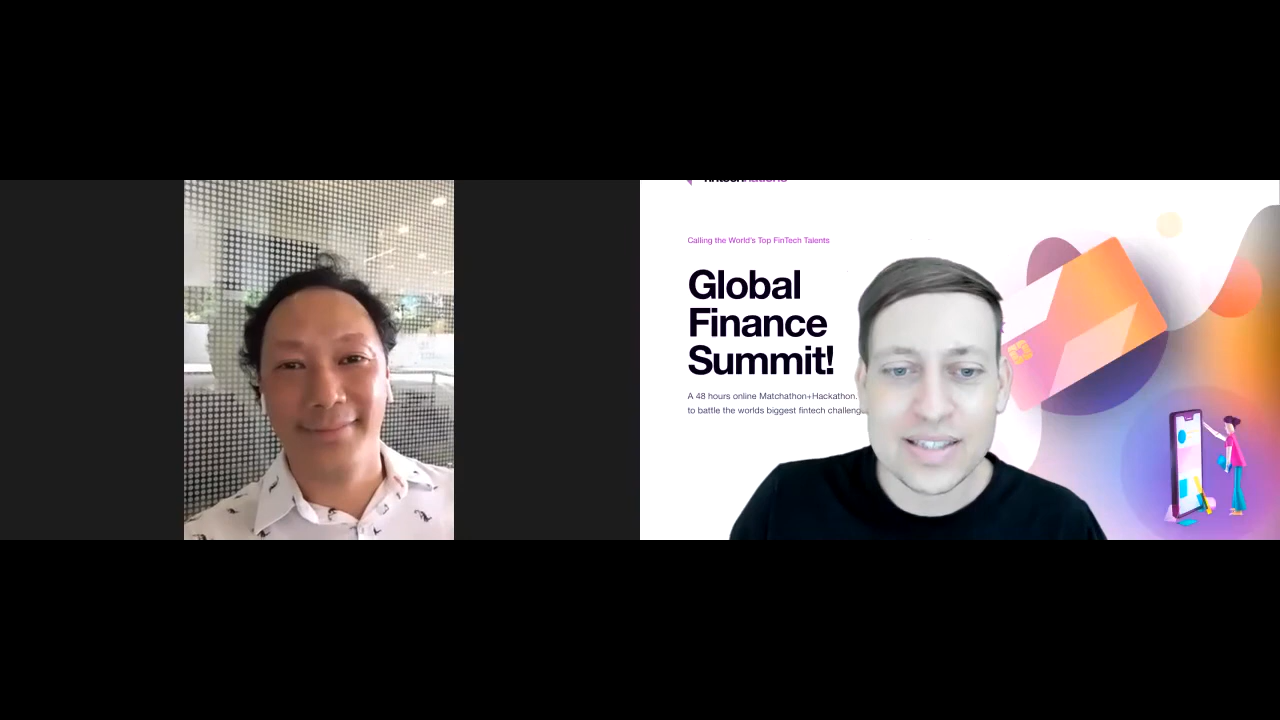 Calling the World's Top FinTech Talents
Global
Finance
Summit!
A 48 hours online Matchathon+Hackathon.
to battle the worlds biggest fintech